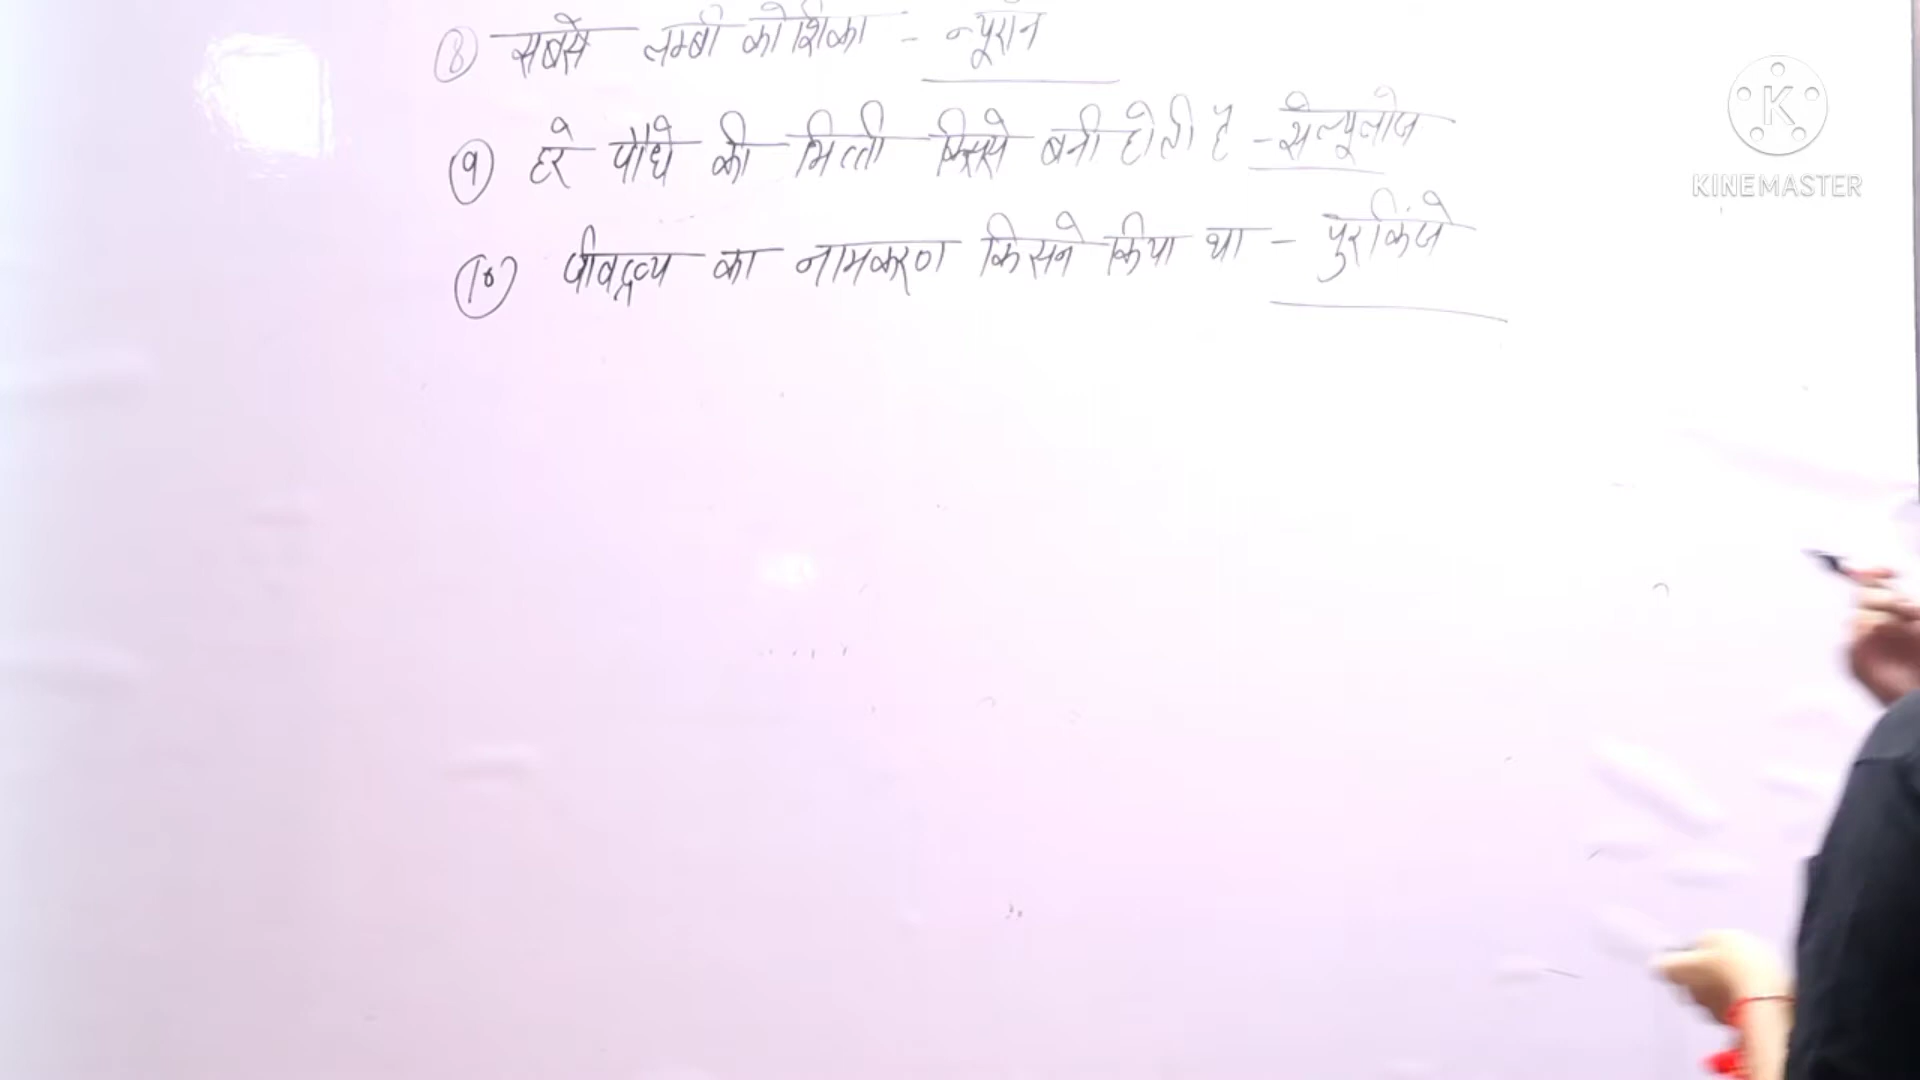 8 सबसे लम्बी कोशिका - न्यूरॉन
9 हरे पौधे की भित्ती किससे बनी होती है - सेल्यूलोज
10 जीवद्रव्य का नामकरण किसने किया था - पुरकिंजे
K
KINEMASTER